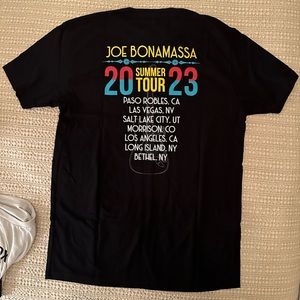 JOE BONAMASSA
20 SUMMER TOUR 23
PASO ROBLES, CA
LAS VEGAS, NV
SALT LAKE CITY, UT
MORRISON, CO
LOS ANGELES, CA
LONG ISLAND, NY
BETHEL, NY